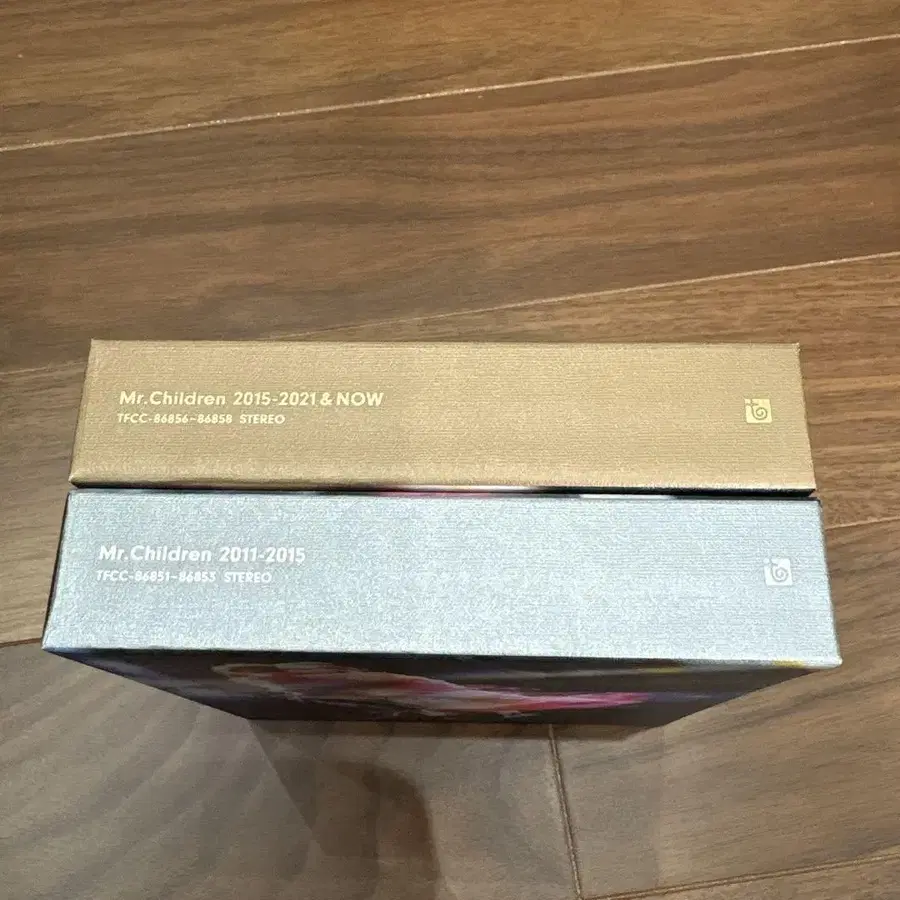 Mr.Children 2015-2021 & NOW
TFCC-86856~86858 STEREO
Mr.Children 2011-2015
TFCC-86851~86853 STEREO